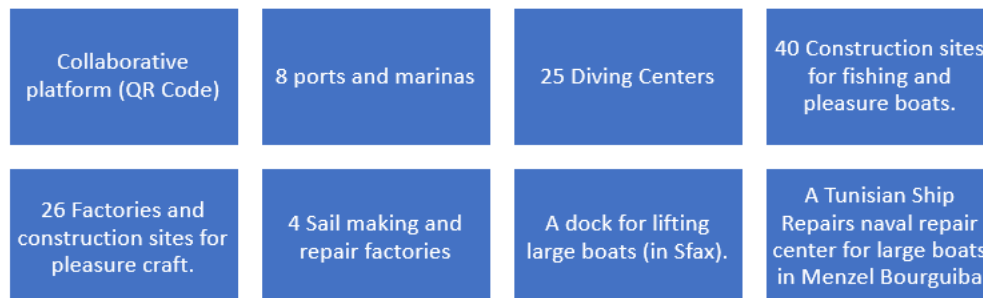 Collaborative
platform (QR Code)
8 ports and marinas
25 Diving Centers
40 Construction sites
for fishing and
pleasure boats.
26 Factories and
construction sites for
pleasure craft.
4 Sail making and
repair factories
A dock for lifting
large boats (in Sfax).
A Tunisian Ship
Repairs naval repair
center for large boats
in Menzel Bourguiba